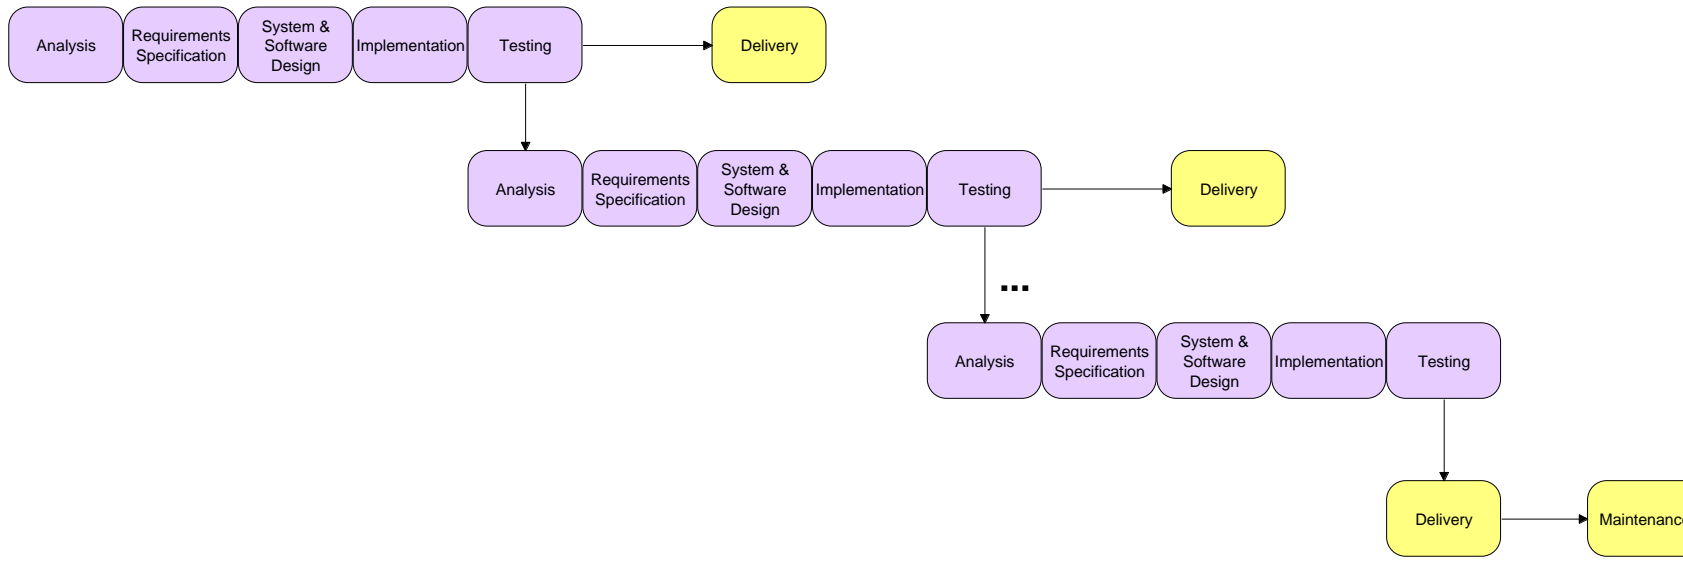 Analysis
Requirements
Specification
System &
Software
Design
Implementation
Testing
Delivery
Analysis
Requirements
Specification
System &
Software
Design
Implementation
Testing
Delivery
...
Analysis
Requirements
Specification
System &
Software
Design
Implementation
Testing
Delivery
Maintenance